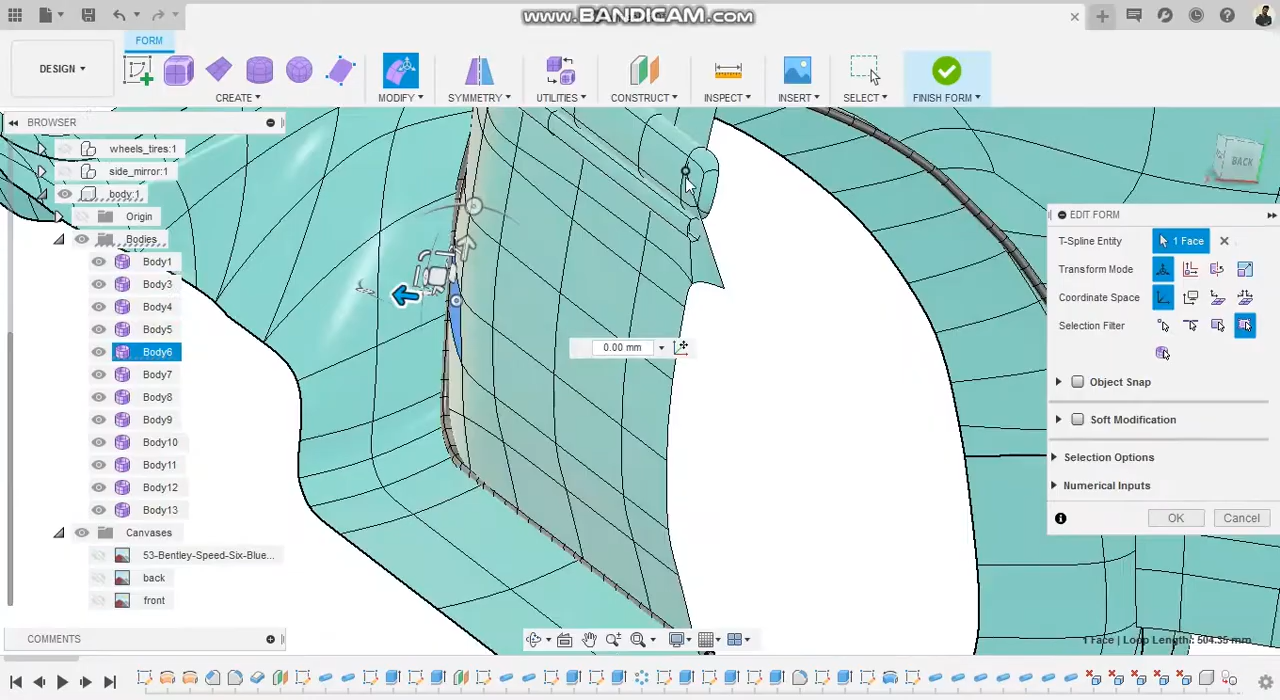 www.BANDICAM.com
FORM
DESIGN
CREATE
MODIFY
SYMMETRY
UTILITIES
CONSTRUCT
INSPECT
INSERT
SELECT
FINISH FORM
BROWSER
wheels_tires:1
side_mirror:1
body:1
Origin
Bodies
Body1
Body3
Body4
Body5
Body6
Body7
Body8
Body9
Body10
Body11
Body12
Body13
Canvases
53-Bentley-Speed-Six-Blue...
back
front
COMMENTS
0.00 mm
BACK
EDIT FORM
T-Spline Entity
1 Face
Transform Mode
Coordinate Space
Selection Filter
Object Snap
Soft Modification
Selection Options
Numerical Inputs
OK
Cancel
1 Face | Loop Length: 504.35 mm